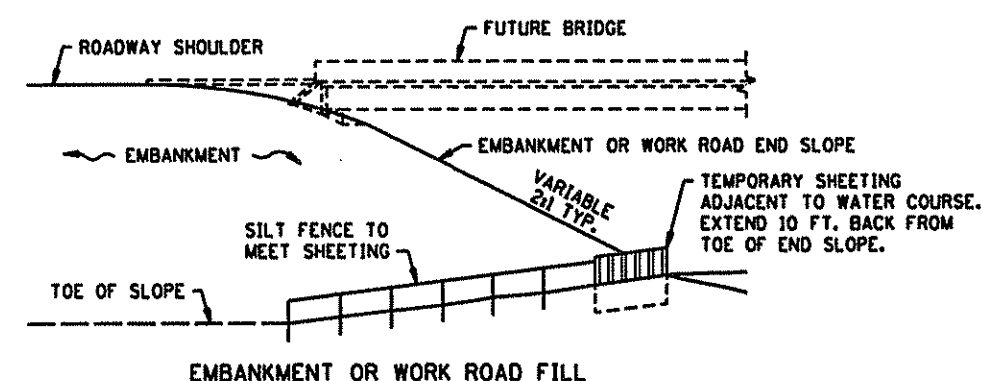 FUTURE BRIDGE
ROADWAY SHOULDER
EMBANKMENT
EMBANKMENT OR WORK ROAD END SLOPE
VARIABLE
2:1 TYP.
TEMPORARY SHEETING
ADJACENT TO WATER COURSE.
EXTEND 10 FT. BACK FROM
TOE OF END SLOPE.
SILT FENCE TO
MEET SHEETING
TOE OF SLOPE
EMBANKMENT OR WORK ROAD FILL